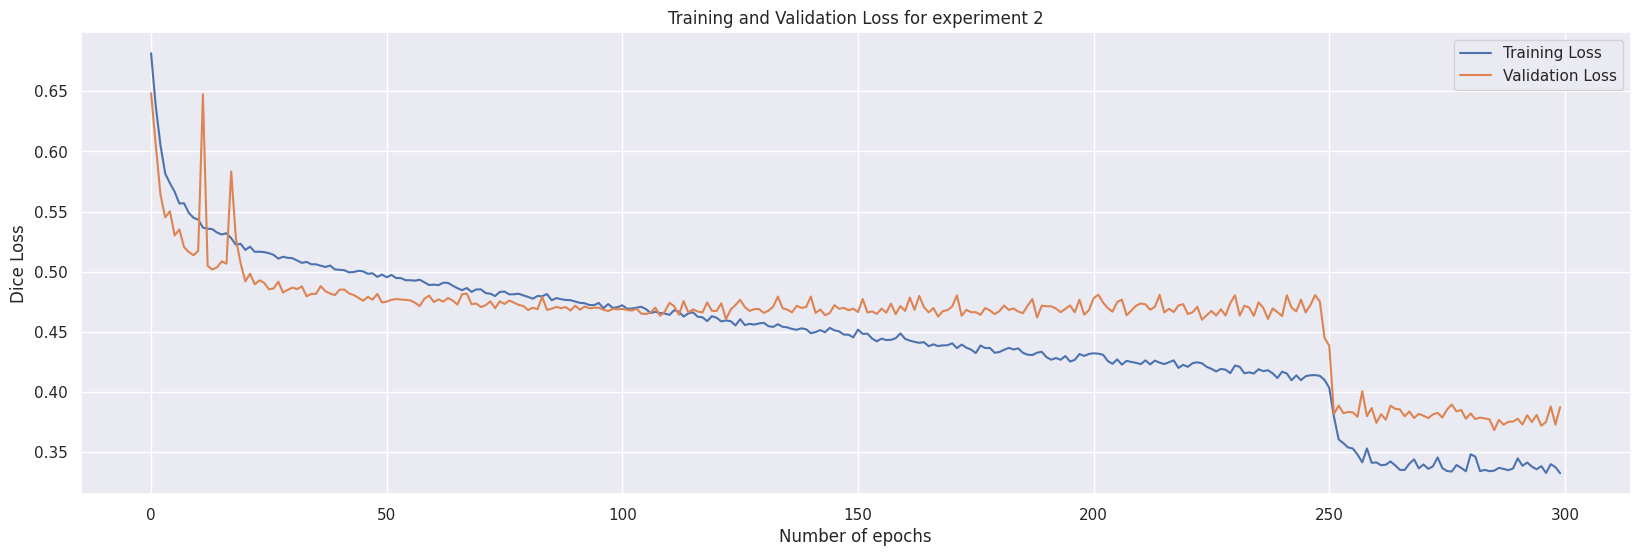 Training and Validation Loss for experiment 2
Training Loss
Validation Loss
Dice Loss
0.65
0.60
0.55
0.50
0.45
0.40
0.35
0 50 100 150 200 250 300
Number of epochs